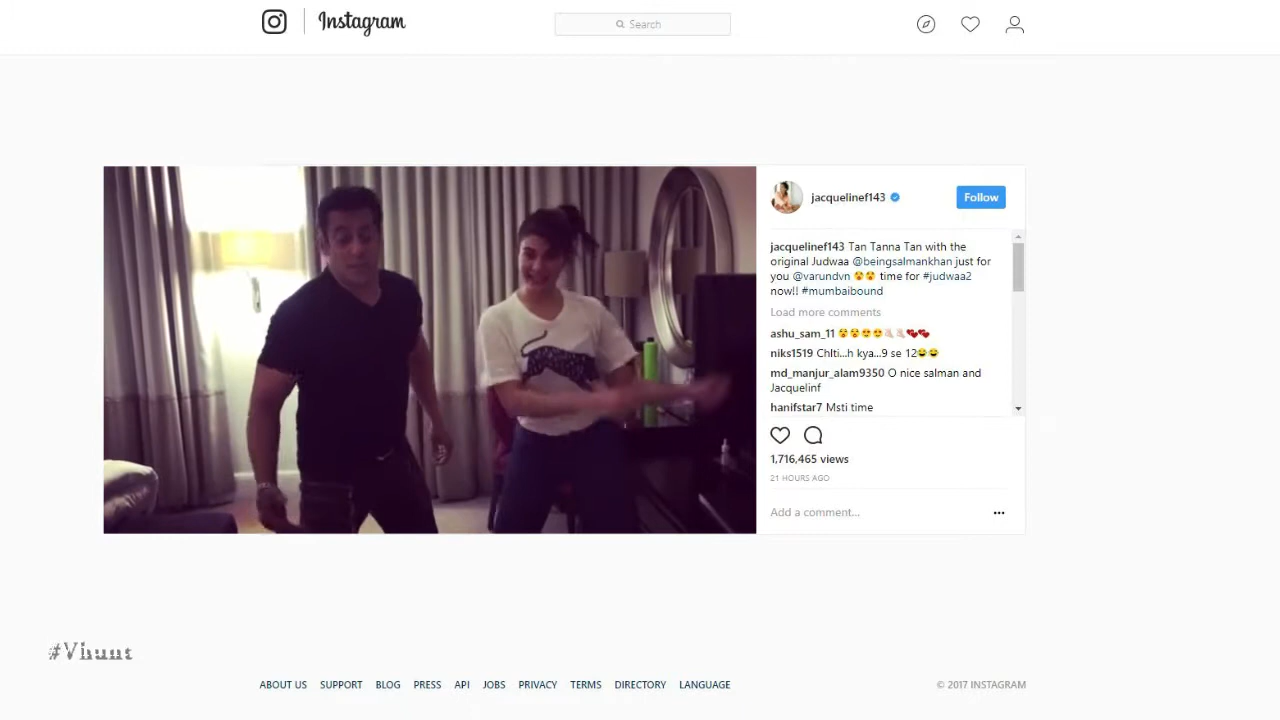 Instagram
Search
jacquelinef143
Follow
jacquelinef143 Tan Tanna Tan with the
original Judwaa @beingsalmankhan just for
you @varundvn 😵😵 time for #judwaa2
now!! #mumbaibound
Load more comments
ashu_sam_11
niks1519 Chlti...h kya...9 se 12😂😂
md_manjur_alam9350 O nice salman and
Jacquelinf
hanifstar7 Msti time
1,716,465 views
21 HOURS AGO
Add a comment...
#Vhunt
ABOUT US SUPPORT BLOG PRESS API JOBS PRIVACY TERMS DIRECTORY LANGUAGE
© 2017 INSTAGRAM